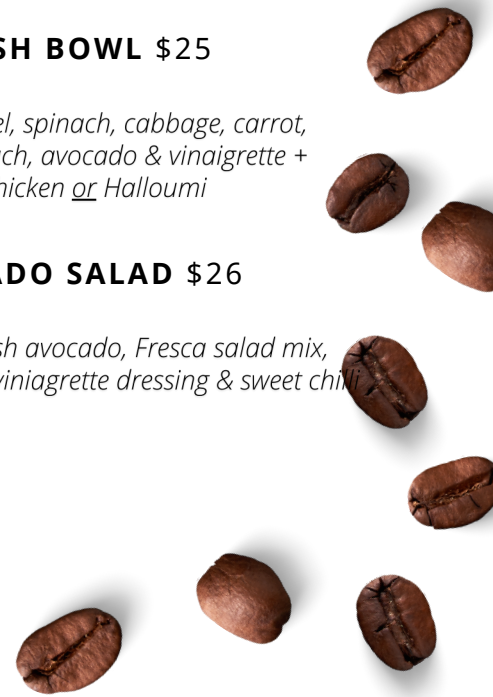 SH BOWL $25
el, spinach, cabbage, carrot,
ch, avocado & vinaigrette +
hicken or Halloumi
ADO SALAD $26
sh avocado, Fresca salad mix,
viniagrette dressing & sweet chilli